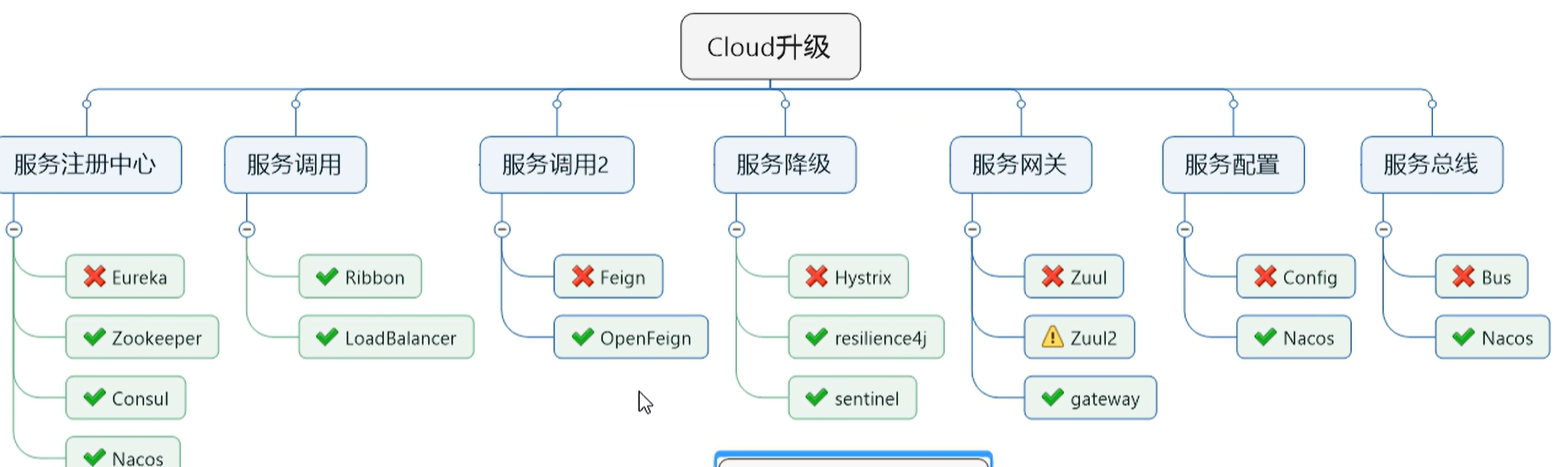 Cloud升级
服务注册中心
Eureka
Zookeeper
Consul
Nacos
服务调用
Ribbon
LoadBalancer
服务调用2
Feign
OpenFeign
服务降级
Hystrix
resilience4j
sentinel
服务网关
Zuul
Zuul2
gateway
服务配置
Config
Nacos
服务总线
Bus
Nacos